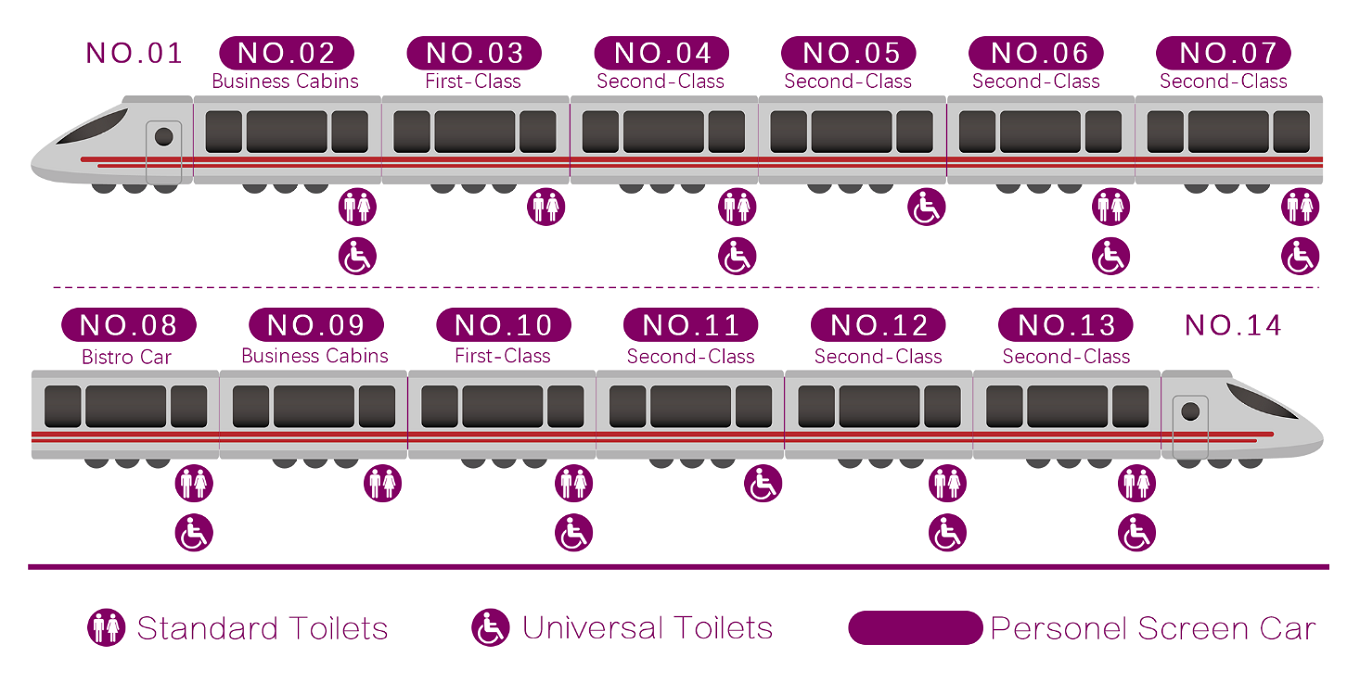 NO.01 NO.02 NO.03 NO.04 NO.05 NO.06 NO.07
Business Cabins First-Class Second-Class Second-Class Second-Class Second-Class
NO.08 NO.09 NO.10 NO.11 NO.12 NO.13 NO.14
Bistro Car Business Cabins First-Class Second-Class Second-Class Second-Class
Standard Toilets Universal Toilets Personel Screen Car